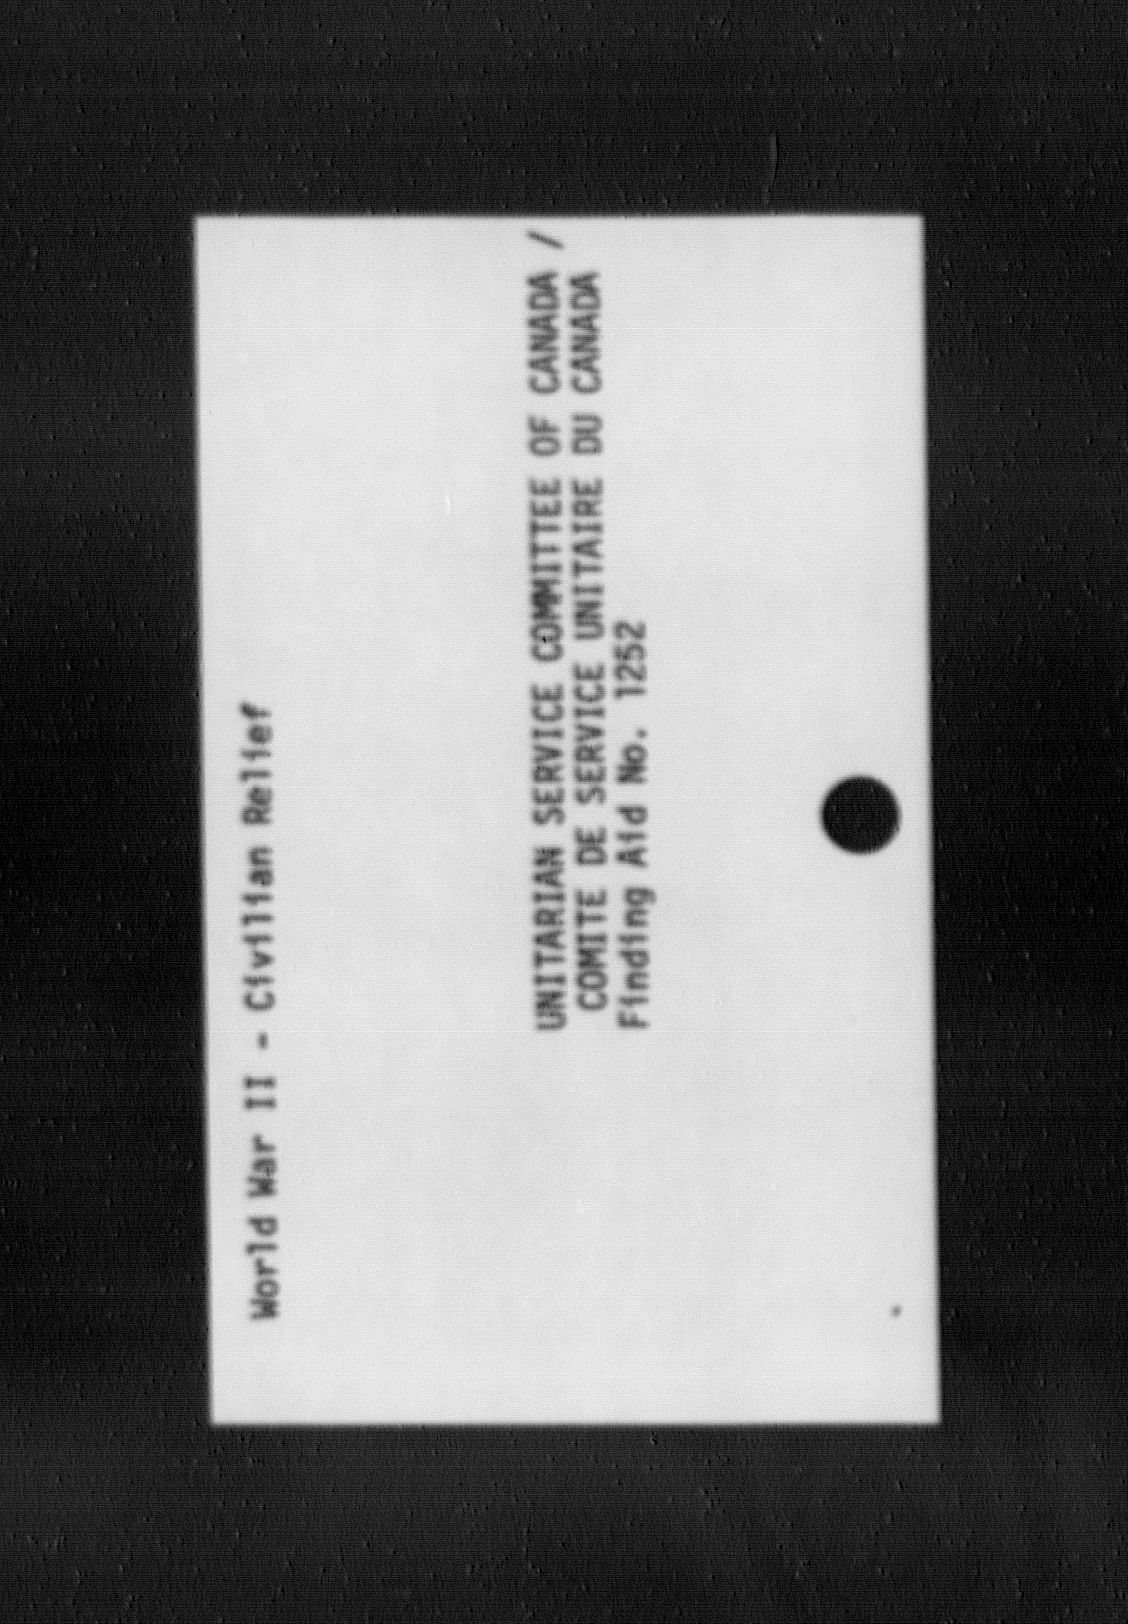 World War II - Civilian Relief
UNITARIAN SERVICE COMMITTEE OF CANADA /
COMITE DE SERVICE UNITAIRE DU CANADA
Finding Aid No. 1252